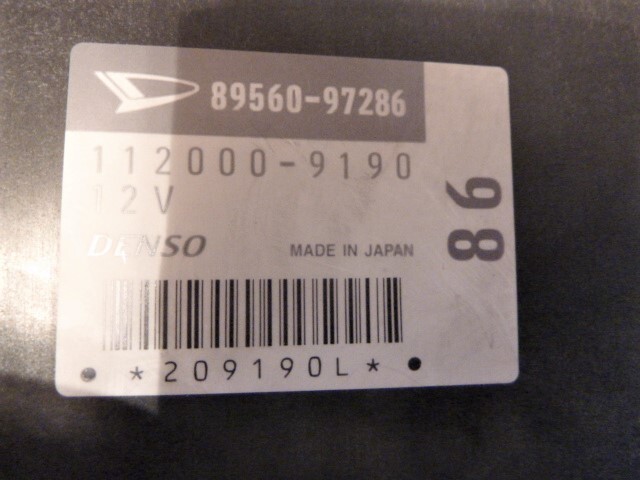 89560-97286
112000-9190
12V
DENSO MADE IN JAPAN
86
*209190L*